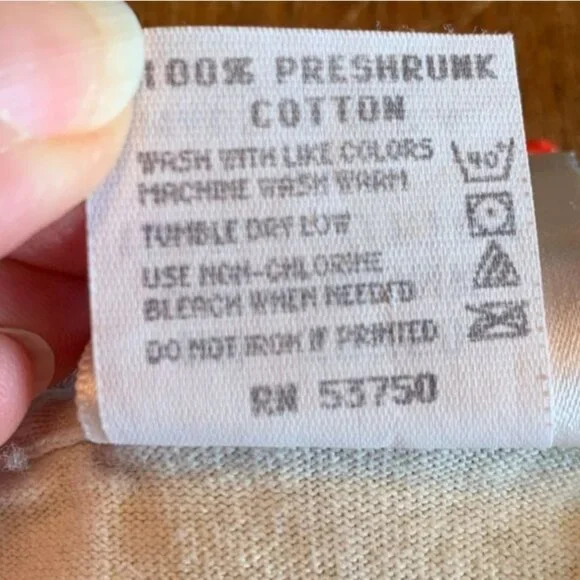 100% PRESHRUNK
COTTON
WASH WITH LIKE COLORS
MACHINE WASH WARM
40°
TUMBLE DRY LOW
USE NON-CHLORINE
BLEACH WHEN NEEDED
DO NOT IRON IF PRINTED
RN 53750